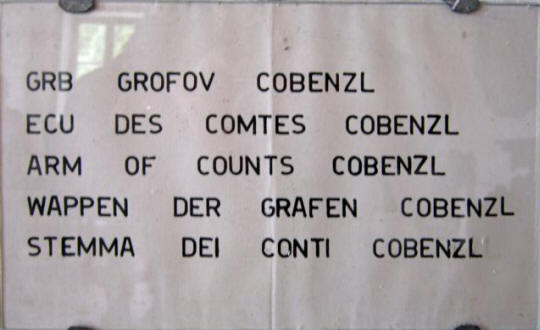 GRB GROFOV COBENZL
ECU DES COMTES COBENZL
ARM OF COUNTS COBENZL
WAPPEN DER GRAFEN COBENZL
STEMMA DEI CONTI COBENZL